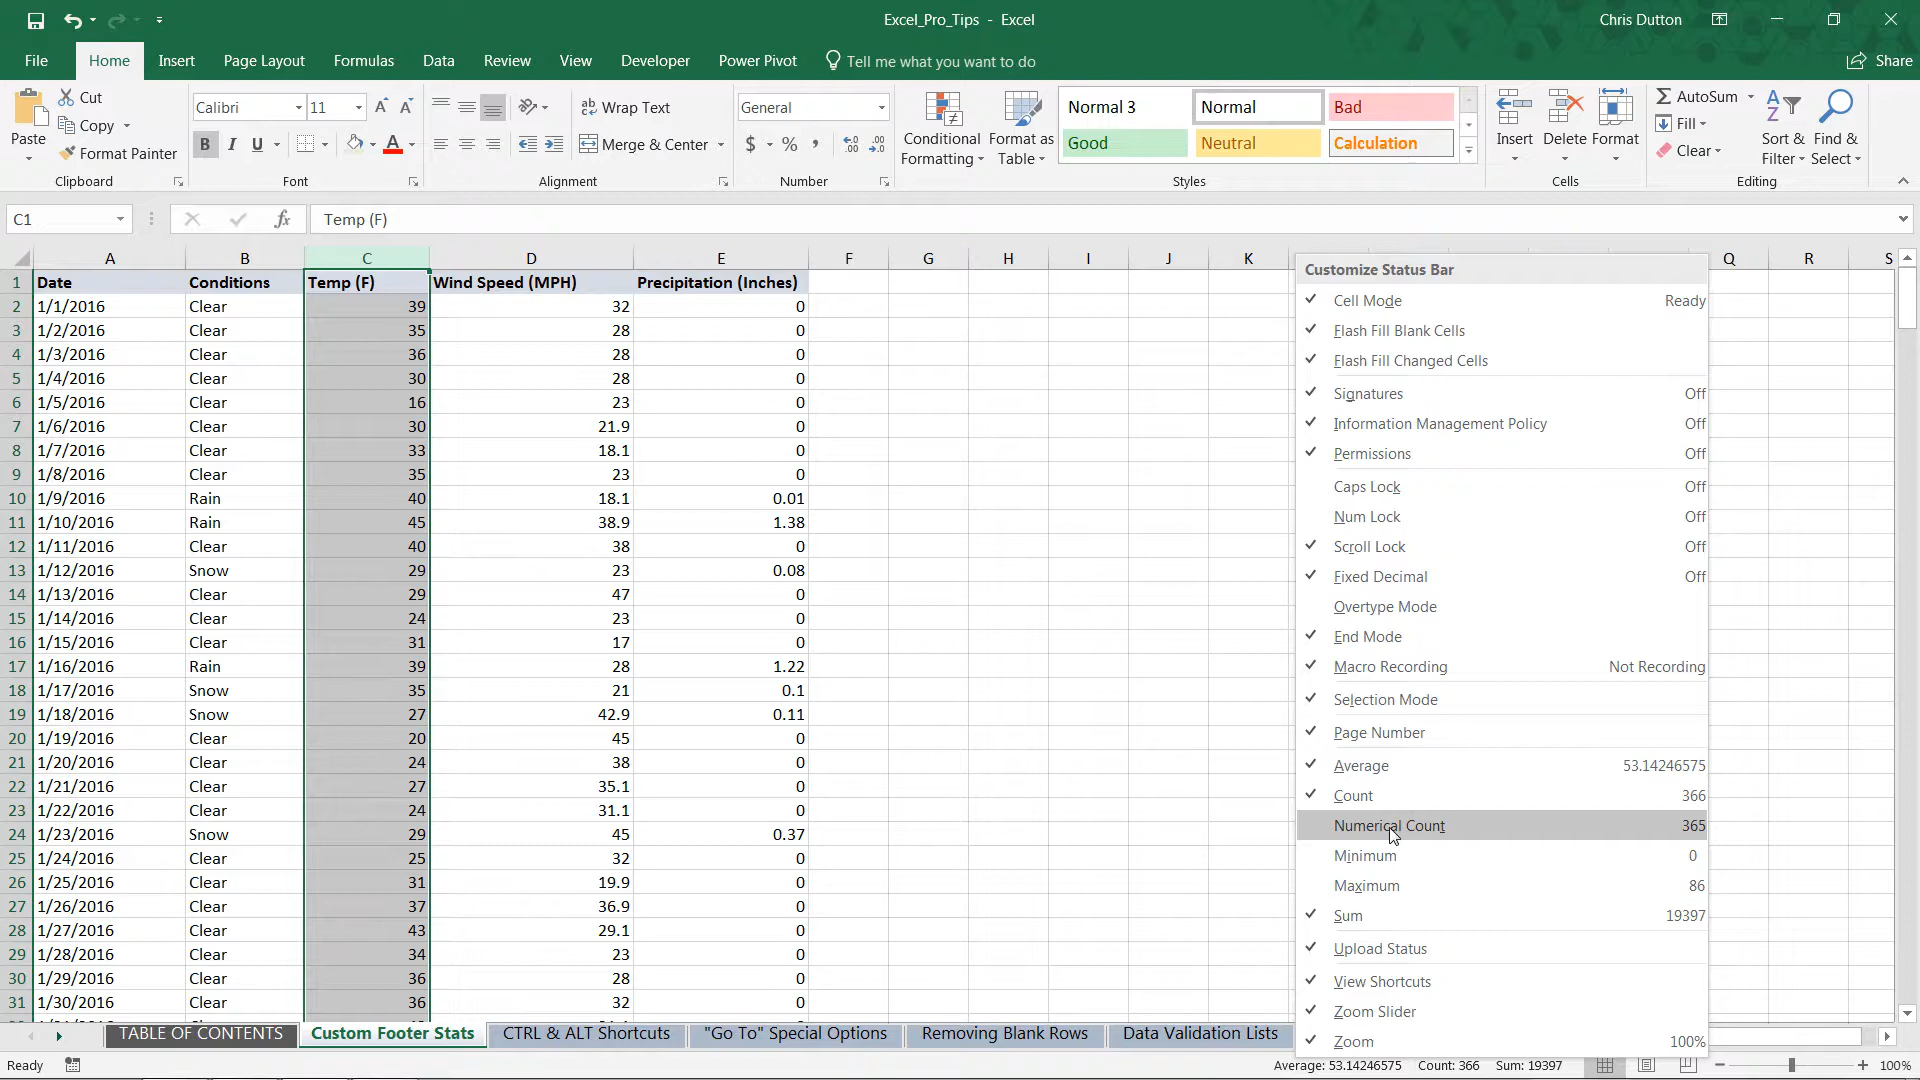 Excel_Pro_Tips - Excel
Chris Dutton
File Home Insert Page Layout Formulas Data Review View Developer Power Pivot Tell me what you want to do Share
Paste
Cut
Copy
Format Painter
Clipboard
Calibri 11
B I U
Font
Wrap Text
Merge & Center
Alignment
General
$ % ,
Number
Conditional Formatting
Format as Table
Normal 3 Normal Bad
Good Neutral Calculation
Styles
Insert Delete Format
Cells
AutoSum
Fill
Clear
Sort & Filter
Find & Select
Editing
C1 fx Temp (F)
A B C D E F G H I J K Q R S
1 Date Conditions Temp (F) Wind Speed (MPH) Precipitation (Inches)
2 1/1/2016 Clear 39 32 0
3 1/2/2016 Clear 35 28 0
4 1/3/2016 Clear 36 28 0
5 1/4/2016 Clear 30 28 0
6 1/5/2016 Clear 16 23 0
7 1/6/2016 Clear 30 21.9 0
8 1/7/2016 Clear 33 18.1 0
9 1/8/2016 Clear 35 23 0
10 1/9/2016 Rain 40 18.1 0.01
11 1/10/2016 Rain 45 38.9 1.38
12 1/11/2016 Clear 40 38 0
13 1/12/2016 Snow 29 23 0.08
14 1/13/2016 Clear 29 47 0
15 1/14/2016 Clear 24 23 0
16 1/15/2016 Clear 31 17 0
17 1/16/2016 Rain 39 28 1.22
18 1/17/2016 Snow 35 21 0.1
19 1/18/2016 Snow 27 42.9 0.11
20 1/19/2016 Clear 20 45 0
21 1/20/2016 Clear 24 38 0
22 1/21/2016 Clear 27 35.1 0
23 1/22/2016 Clear 24 31.1 0
24 1/23/2016 Snow 29 45 0.37
25 1/24/2016 Clear 25 32 0
26 1/25/2016 Clear 31 19.9 0
27 1/26/2016 Clear 37 36.9 0
28 1/27/2016 Clear 43 29.1 0
29 1/28/2016 Clear 34 23 0
30 1/29/2016 Clear 36 28 0
31 1/30/2016 Clear 36 32 0
Customize Status Bar
Cell Mode Ready
Flash Fill Blank Cells
Flash Fill Changed Cells
Signatures Off
Information Management Policy Off
Permissions Off
Caps Lock Off
Num Lock Off
Scroll Lock Off
Fixed Decimal Off
Overtype Mode
End Mode
Macro Recording Not Recording
Selection Mode
Page Number
Average 53.14246575
Count 366
Numerical Count 365
Minimum 0
Maximum 86
Sum 19397
Upload Status
View Shortcuts
Zoom Slider
Zoom 100%
TABLE OF CONTENTS Custom Footer Stats CTRL & ALT Shortcuts "Go To" Special Options Removing Blank Rows Data Validation Lists
Ready Average: 53.14246575 Count: 366 Sum: 19397 100%